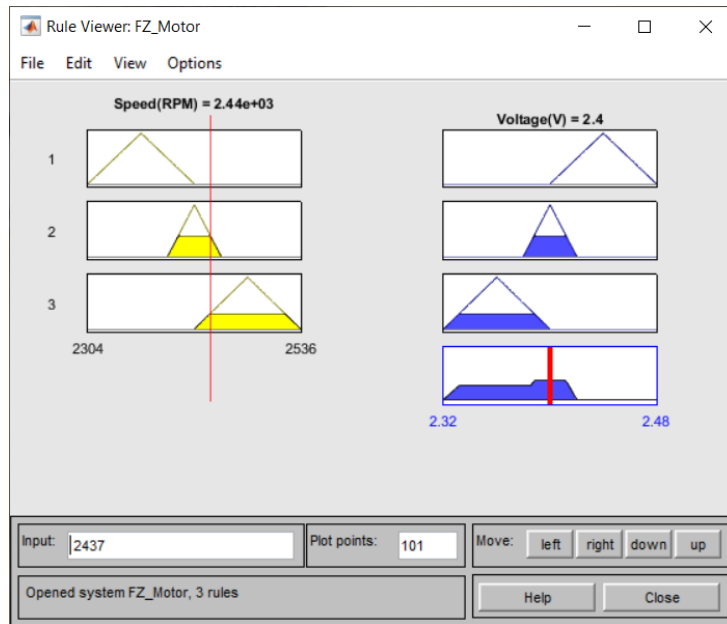 Rule Viewer: FZ_Motor
File Edit View Options
Speed(RPM) = 2.44e+03
Voltage(V) = 2.4
1
2
3
2304 2536
2.32 2.48
Input: 2437 Plot points: 101 Move: left right down up
Opened system FZ_Motor, 3 rules Help Close